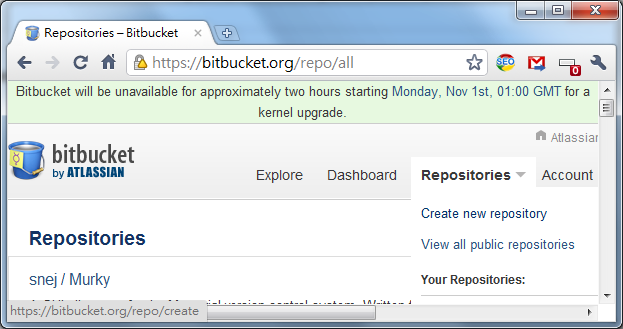 Repositories – Bitbucket
https://bitbucket.org/repo/all
SEO
0
Bitbucket will be unavailable for approximately two hours starting Monday, Nov 1st, 01:00 GMT for a
kernel upgrade.
Atlassian
bitbucket
by ATLASSIAN
Explore Dashboard Repositories Account
Create new repository
Repositories
View all public repositories
snej / Murky
Your Repositories:
https://bitbucket.org/repo/create